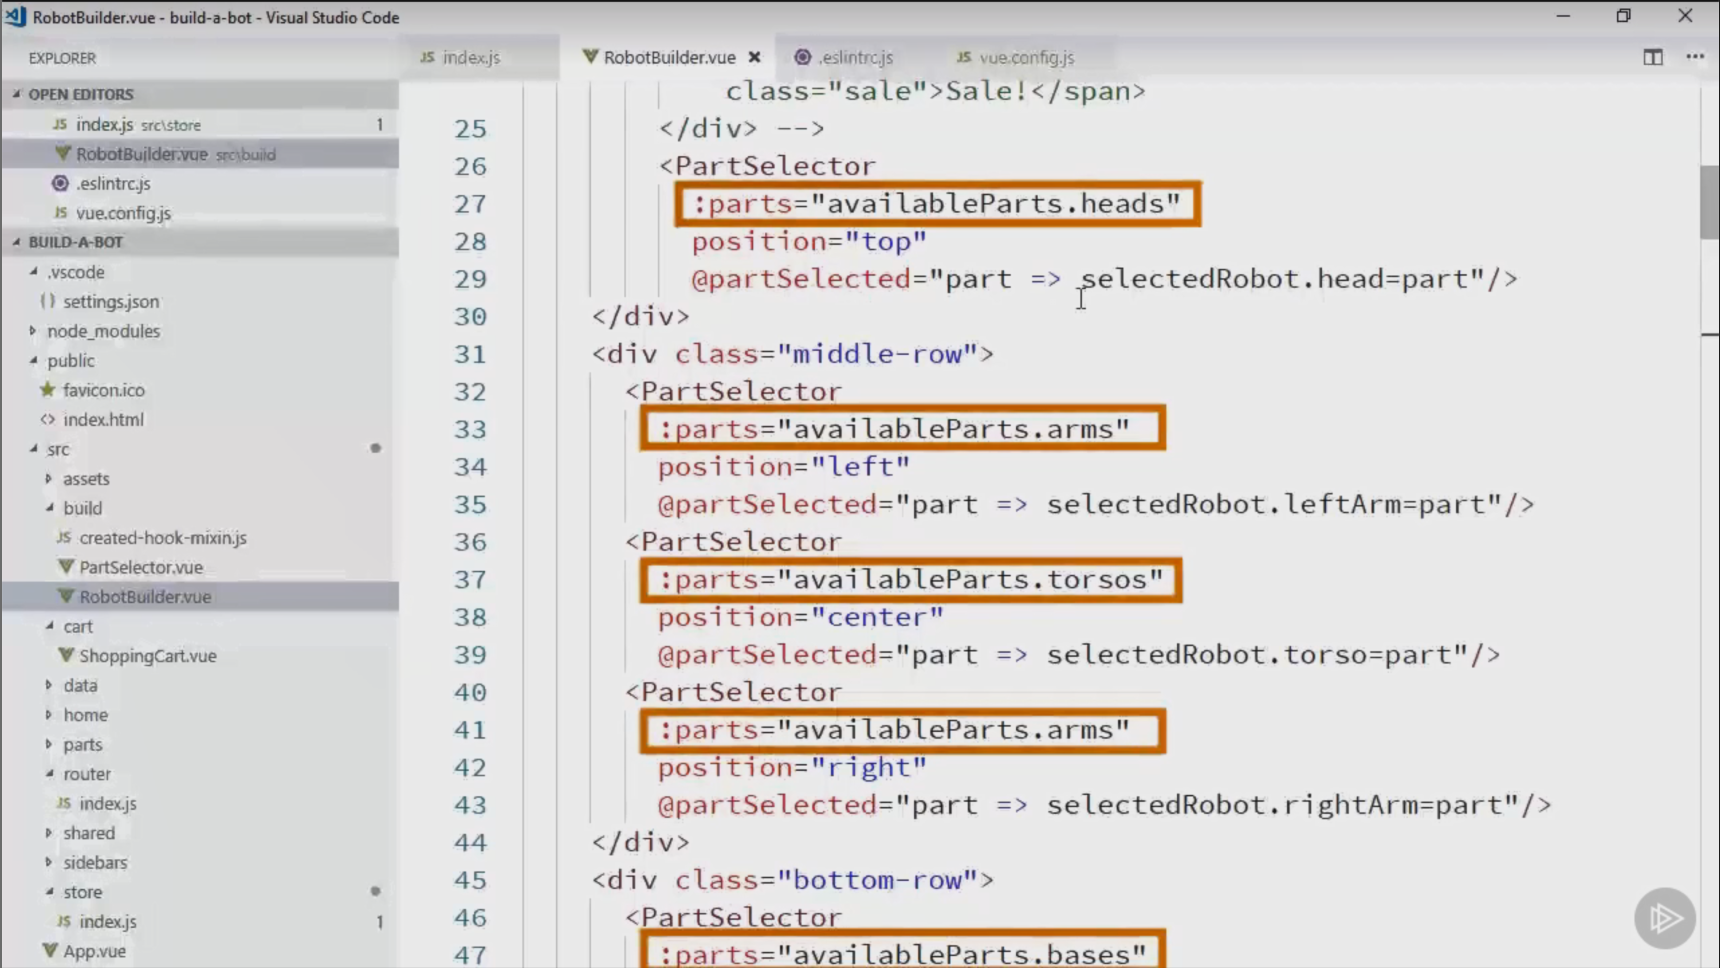 RobotBuilder.vue - build-a-bot - Visual Studio Code
EXPLORER
OPEN EDITORS
index.js src\store 1
RobotBuilder.vue src\build
.eslintrc.js
vue.config.js
BUILD-A-BOT
.vscode
{} settings.json
node_modules
public
favicon.ico
<> index.html
src
assets
build
JS created-hook-mixin.js
PartSelector.vue
RobotBuilder.vue
cart
ShoppingCart.vue
data
home
parts
router
JS index.js
shared
sidebars
store
JS index.js 1
App.vue
JS index.js
RobotBuilder.vue
.eslintrc.js
JS vue.config.js
class="sale">Sale!</span>
25 </div> -->
26 <PartSelector
27 :parts="availableParts.heads"
28 position="top"
29 @partSelected="part => selectedRobot.head=part"/>
30 </div>
31 <div class="middle-row">
32 <PartSelector
33 :parts="availableParts.arms"
34 position="left"
35 @partSelected="part => selectedRobot.leftArm=part"/>
36 <PartSelector
37 :parts="availableParts.torsos"
38 position="center"
39 @partSelected="part => selectedRobot.torso=part"/>
40 <PartSelector
41 :parts="availableParts.arms"
42 position="right"
43 @partSelected="part => selectedRobot.rightArm=part"/>
44 </div>
45 <div class="bottom-row">
46 <PartSelector
47 :parts="availableParts.bases"